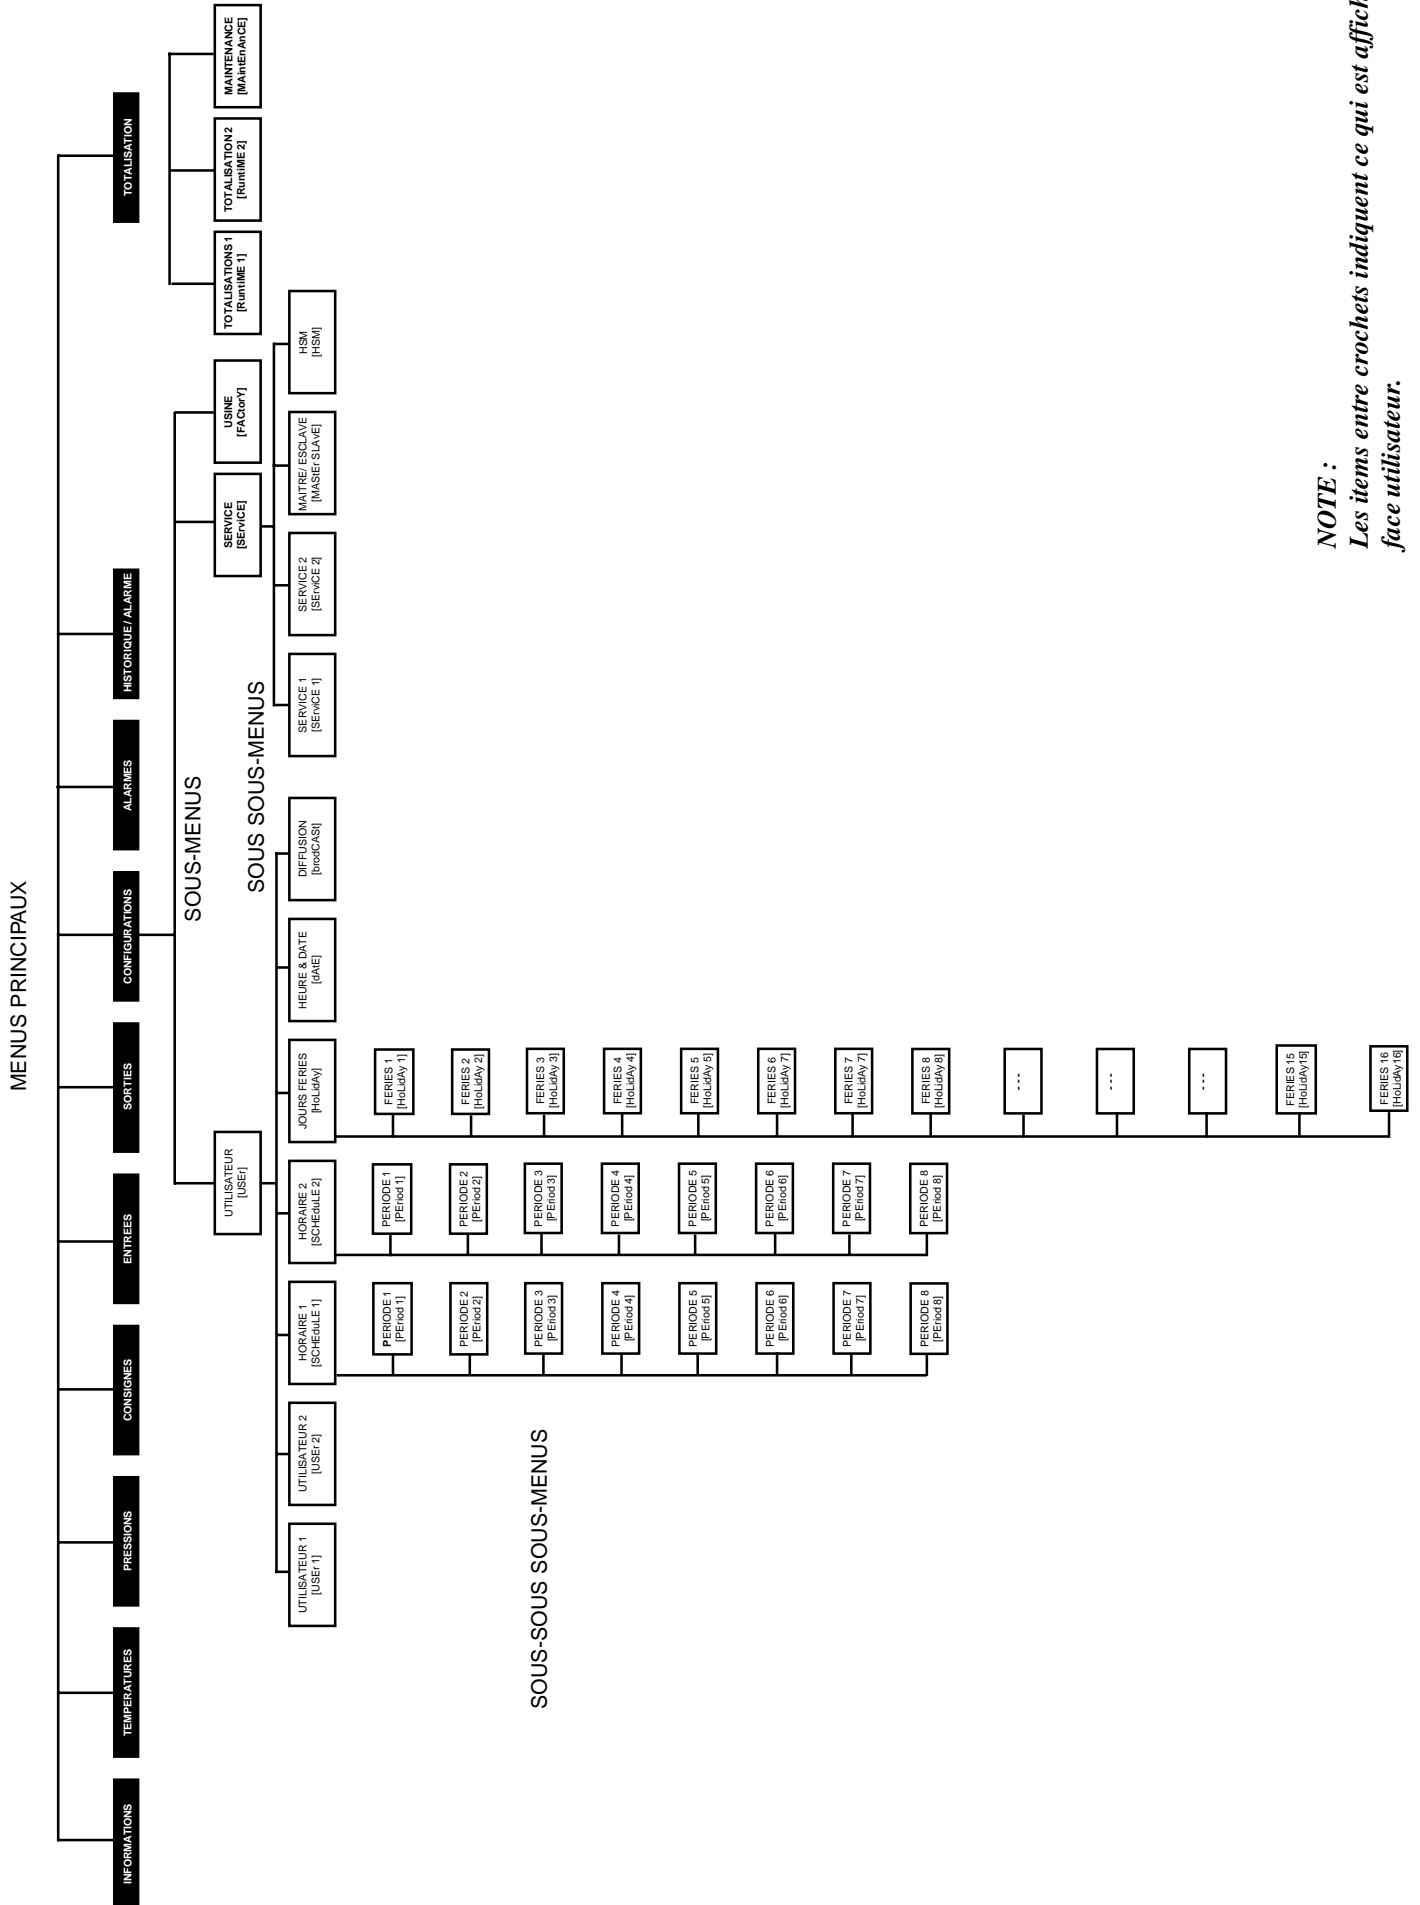 MENUS PRINCIPAUX
INFORMATIONS
TEMPERATURES
PRESSIONS
CONSIGNES
ENTREES
SORTIES
CONFIGURATIONS
ALARMES
HISTORIQUE / ALARME
TOTALISATION
SOUS-MENUS
UTILISATEUR
[USEr]
SERVICE
[SErviCE]
USINE
[FACtorY]
TOTALISATIONS 1
[RuntiME 1]
TOTALISATION 2
[RuntiME 2]
MAINTENANCE
[MAintEnAnCE]
SOUS SOUS-MENUS
UTILISATEUR 1
[USEr 1]
UTILISATEUR 2
[USEr 2]
HORAIRE 1
[SCHEduLE 1]
HORAIRE 2
[SCHEduLE 2]
JOURS FERIES
[HoLidAy]
HEURE & DATE
[dAtE]
DIFFUSION
[brodCASt]
SERVICE 1
[SErviCE 1]
SERVICE 2
[SErviCE 2]
MAITRE/ ESCLAVE
[MAStEr SLAvE]
HSM
[HSM]
SOUS-SOUS SOUS-MENUS
PERIODE 1
[PEriod 1]
PERIODE 2
[PEriod 2]
PERIODE 3
[PEriod 3]
PERIODE 4
[PEriod 4]
PERIODE 5
[PEriod 5]
PERIODE 6
[PEriod 6]
PERIODE 7
[PEriod 7]
PERIODE 8
[PEriod 8]
PERIODE 1
[PEriod 1]
PERIODE 2
[PEriod 2]
PERIODE 3
[PEriod 3]
PERIODE 4
[PEriod 4]
PERIODE 5
[PEriod 5]
PERIODE 6
[PEriod 6]
PERIODE 7
[PEriod 7]
PERIODE 8
[PEriod 8]
FERIES 1
[HoLidAy 1]
FERIES 2
[HoLidAy 2]
FERIES 3
[HoLidAy 3]
FERIES 4
[HoLidAy 4]
FERIES 5
[HoLidAy 5]
FERIES 6
[HoLidAy 7]
FERIES 7
[HoLidAy 7]
FERIES 8
[HoLidAy 8]
---
---
---
FERIES 15
[HoLidAy15]
FERIES 16
[HoLidAy16]
NOTE :
Les items entre crochets indiquent ce qui est affich
face utilisateur.